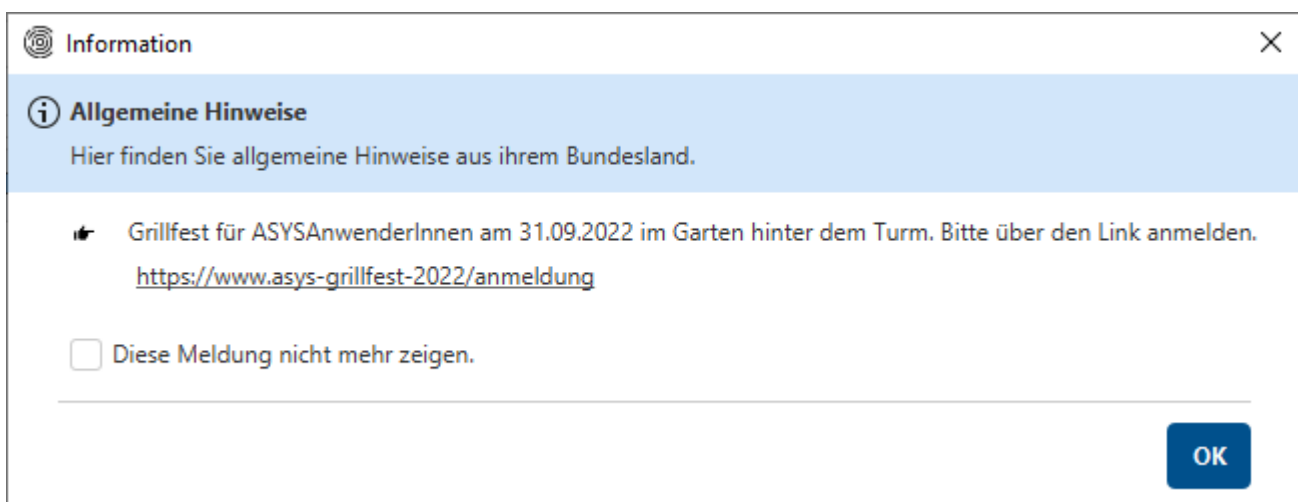 Information
Allgemeine Hinweise
Hier finden Sie allgemeine Hinweise aus ihrem Bundesland.
Grillfest für ASYSAnwenderInnen am 31.09.2022 im Garten hinter dem Turm. Bitte über den Link anmelden.
https://www.asys-grillfest-2022/anmeldung
Diese Meldung nicht mehr zeigen.
OK